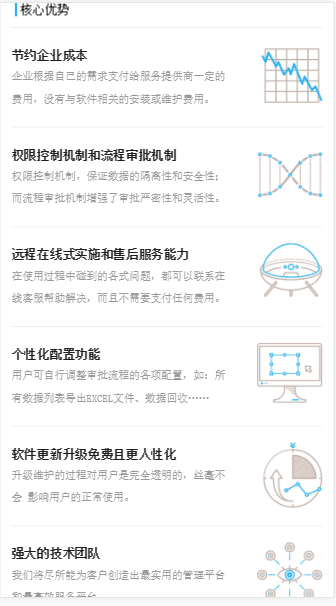 核心优势
节约企业成本
企业根据自己的需求支付给服务提供商一定的
费用，没有与软件相关的安装或维护费用。
权限控制机制和流程审批机制
权限控制机制，保证数据的隔离性和安全性；
而流程审批机制增强了审批严密性和灵活性。
远程在线式实施和售后服务能力
在使用过程中碰到的各式问题，都可以联系在
线客服帮助解决，而且不需要支付任何费用。
个性化配置功能
用户可自行调整审批流程的各项配置，如：所
有数据列表导出EXCEL文件、数据回收……
软件更新升级免费且更人性化
升级维护的过程对用户是完全透明的，丝毫不
会 影响用户的正常使用。
强大的技术团队
我们将尽所能为客户创造出最实用的管理平台
和最高效服务平台